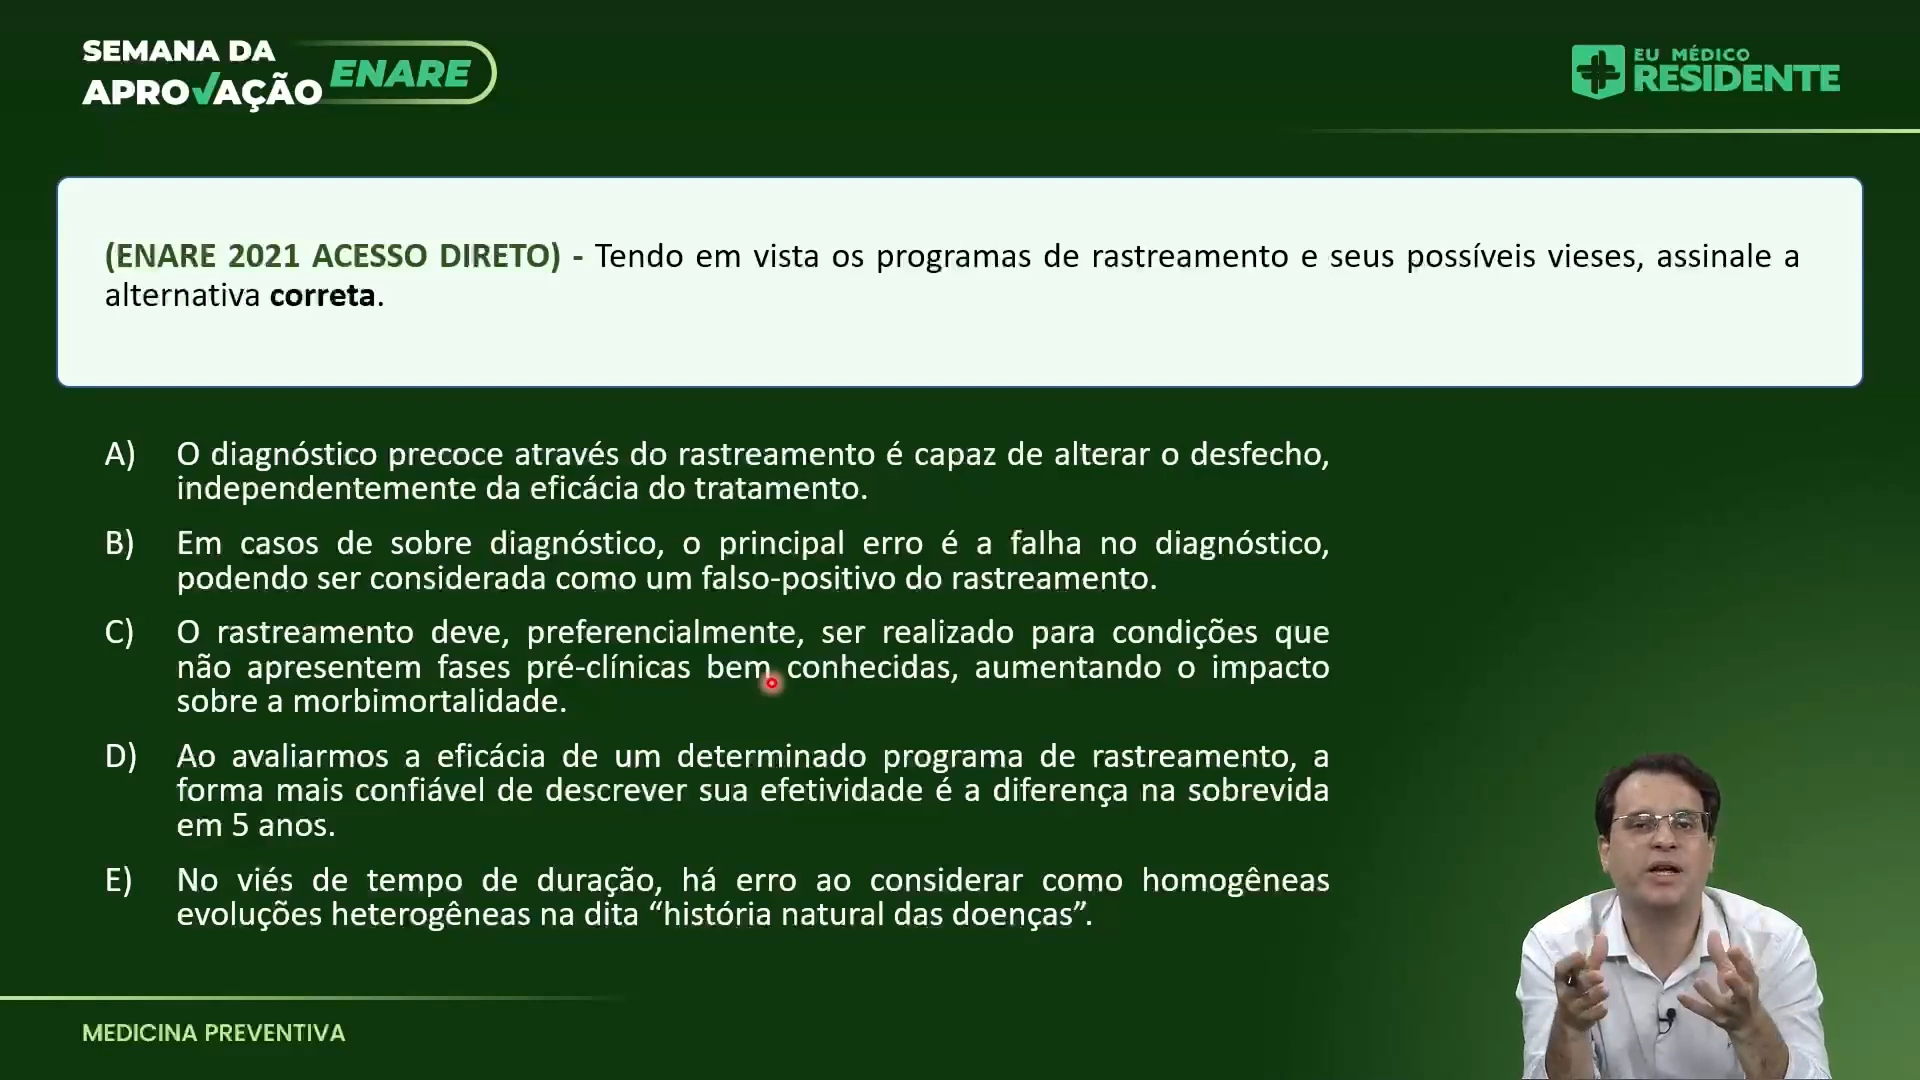 SEMANA DA
APROVAÇÃO ENARE
EU MÉDICO
RESIDENTE
(ENARE 2021 ACESSO DIRETO) - Tendo em vista os programas de rastreamento e seus possíveis vieses, assinale a
alternativa correta.
A) O diagnóstico precoce através do rastreamento é capaz de alterar o desfecho,
independentemente da eficácia do tratamento.
B) Em casos de sobre diagnóstico, o principal erro é a falha no diagnóstico,
podendo ser considerada como um falso-positivo do rastreamento.
C) O rastreamento deve, preferencialmente, ser realizado para condições que
não apresentem fases pré-clínicas bem conhecidas, aumentando o impacto
sobre a morbimortalidade.
D) Ao avaliarmos a eficácia de um determinado programa de rastreamento, a
forma mais confiável de descrever sua efetividade é a diferença na sobrevida
em 5 anos.
E) No viés de tempo de duração, há erro ao considerar como homogêneas
evoluções heterogêneas na dita “história natural das doenças”.
MEDICINA PREVENTIVA